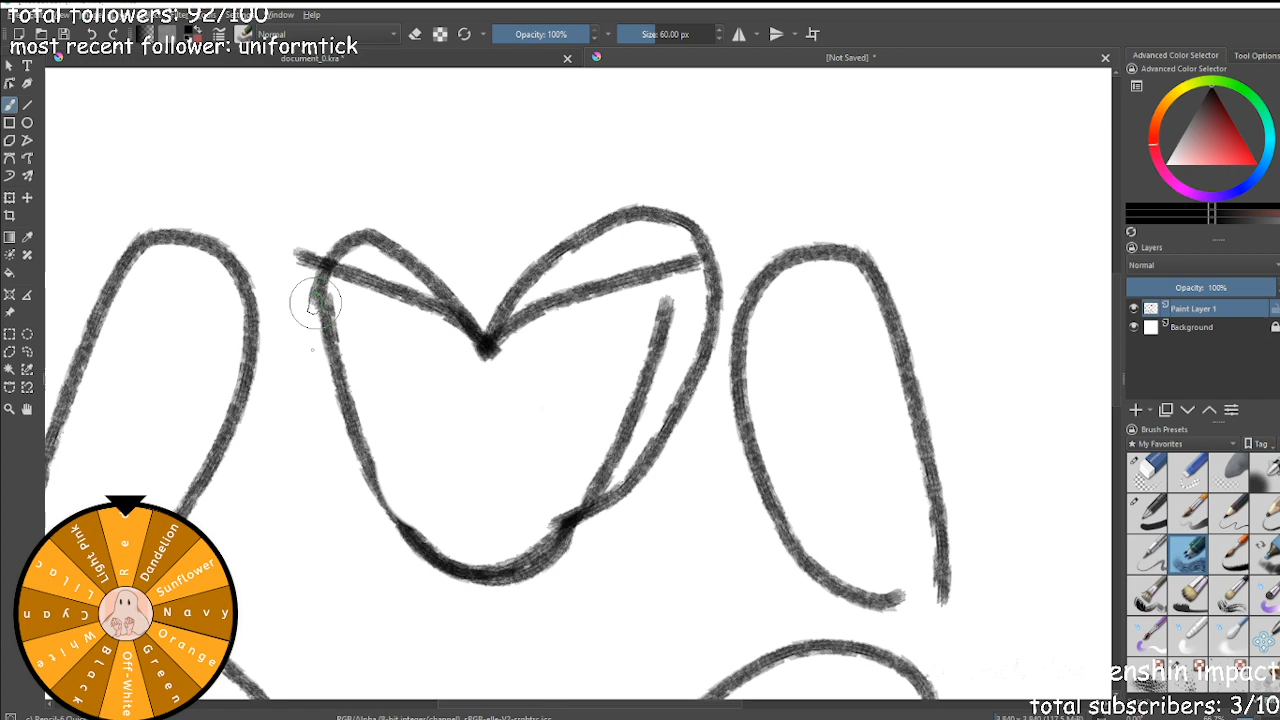 total followers: 92/100
Window Help
most recent follower: uniformtick
Normal
Opacity: 100%
Size: 60.00 px
document_0.kra *
[Not Saved] *
Advanced Color Selector
Tool Options
Advanced Color Selector
Layers
Normal
Opacity: 100%
Paint Layer 1
Background
Brush Presets
My Favorites
Tag
Light Pink
Dandelion
Sunflower
Navy
Orange
Green
Off-White
Black
White
Cyan
Lilac
enshin impact
total subscribers: 3/10